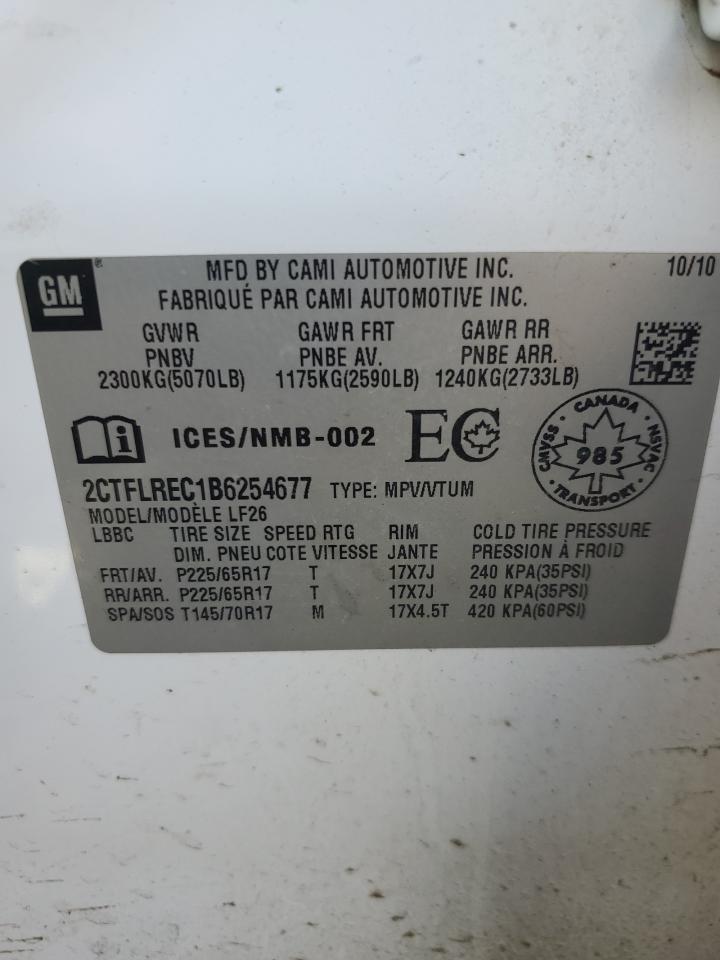 GM
MFD BY CAMI AUTOMOTIVE INC. 10/10
FABRIQUÉ PAR CAMI AUTOMOTIVE INC.
GVWR GAWR FRT GAWR RR
PNBV PNBE AV. PNBE ARR.
2300KG(5070LB) 1175KG(2590LB) 1240KG(2733LB)
i ICES/NMB-002 EC
CANADA CMVSS 985 NSVAC TRANSPORT
2CTFLREC1B6254677 TYPE: MPV/VTUM
MODEL/MODÈLE LF26
LBBC TIRE SIZE SPEED RTG RIM COLD TIRE PRESSURE
DIM. PNEU COTE VITESSE JANTE PRESSION À FROID
FRT/AV. P225/65R17 T 17X7J 240 KPA(35PSI)
RR/ARR. P225/65R17 T 17X7J 240 KPA(35PSI)
SPA/SOS T145/70R17 M 17X4.5T 420 KPA(60PSI)